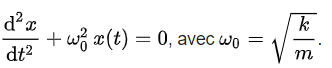 d²x/dt² + ω₀² x(t) = 0, avec ω₀ = √(k/m).